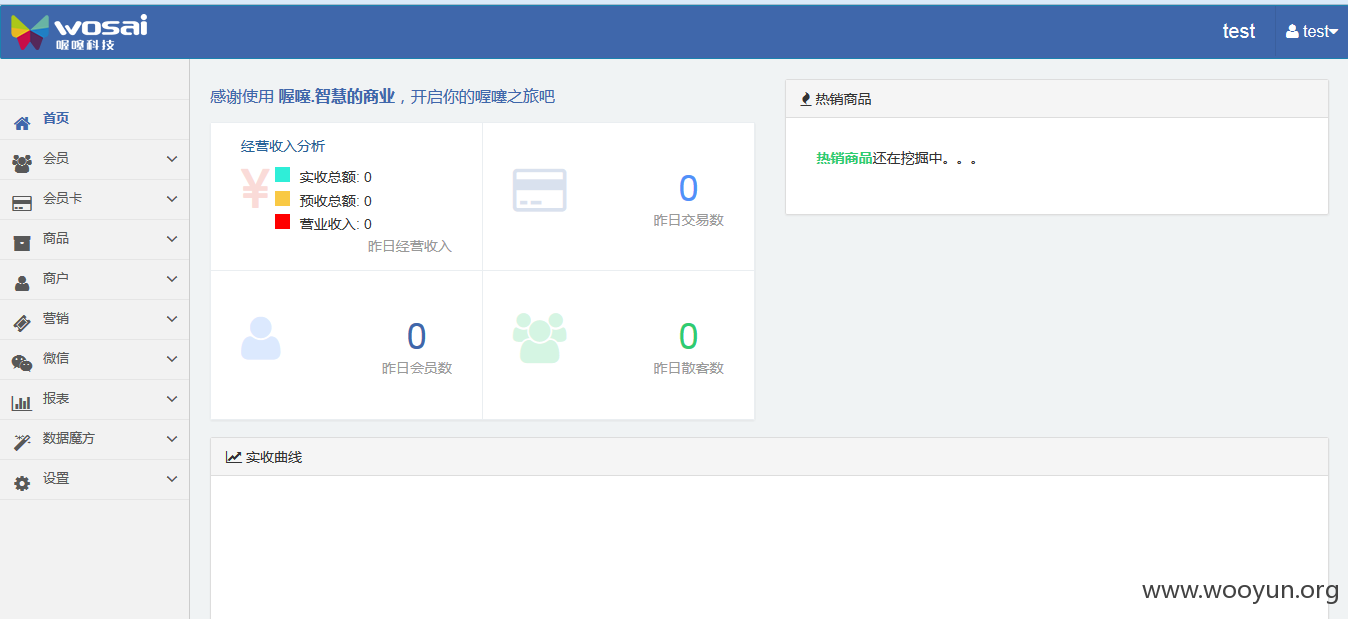 wosai
喔噻科技
test
test
首页
会员
会员卡
商品
商户
营销
微信
报表
数据魔方
设置
感谢使用 喔噻.智慧的商业，开启你的喔噻之旅吧
经营收入分析
¥
实收总额: 0
预收总额: 0
营业收入: 0
昨日经营收入
0
昨日交易数
0
昨日会员数
0
昨日散客数
热销商品
热销商品还在挖掘中。。。
实收曲线
www.wooyun.org